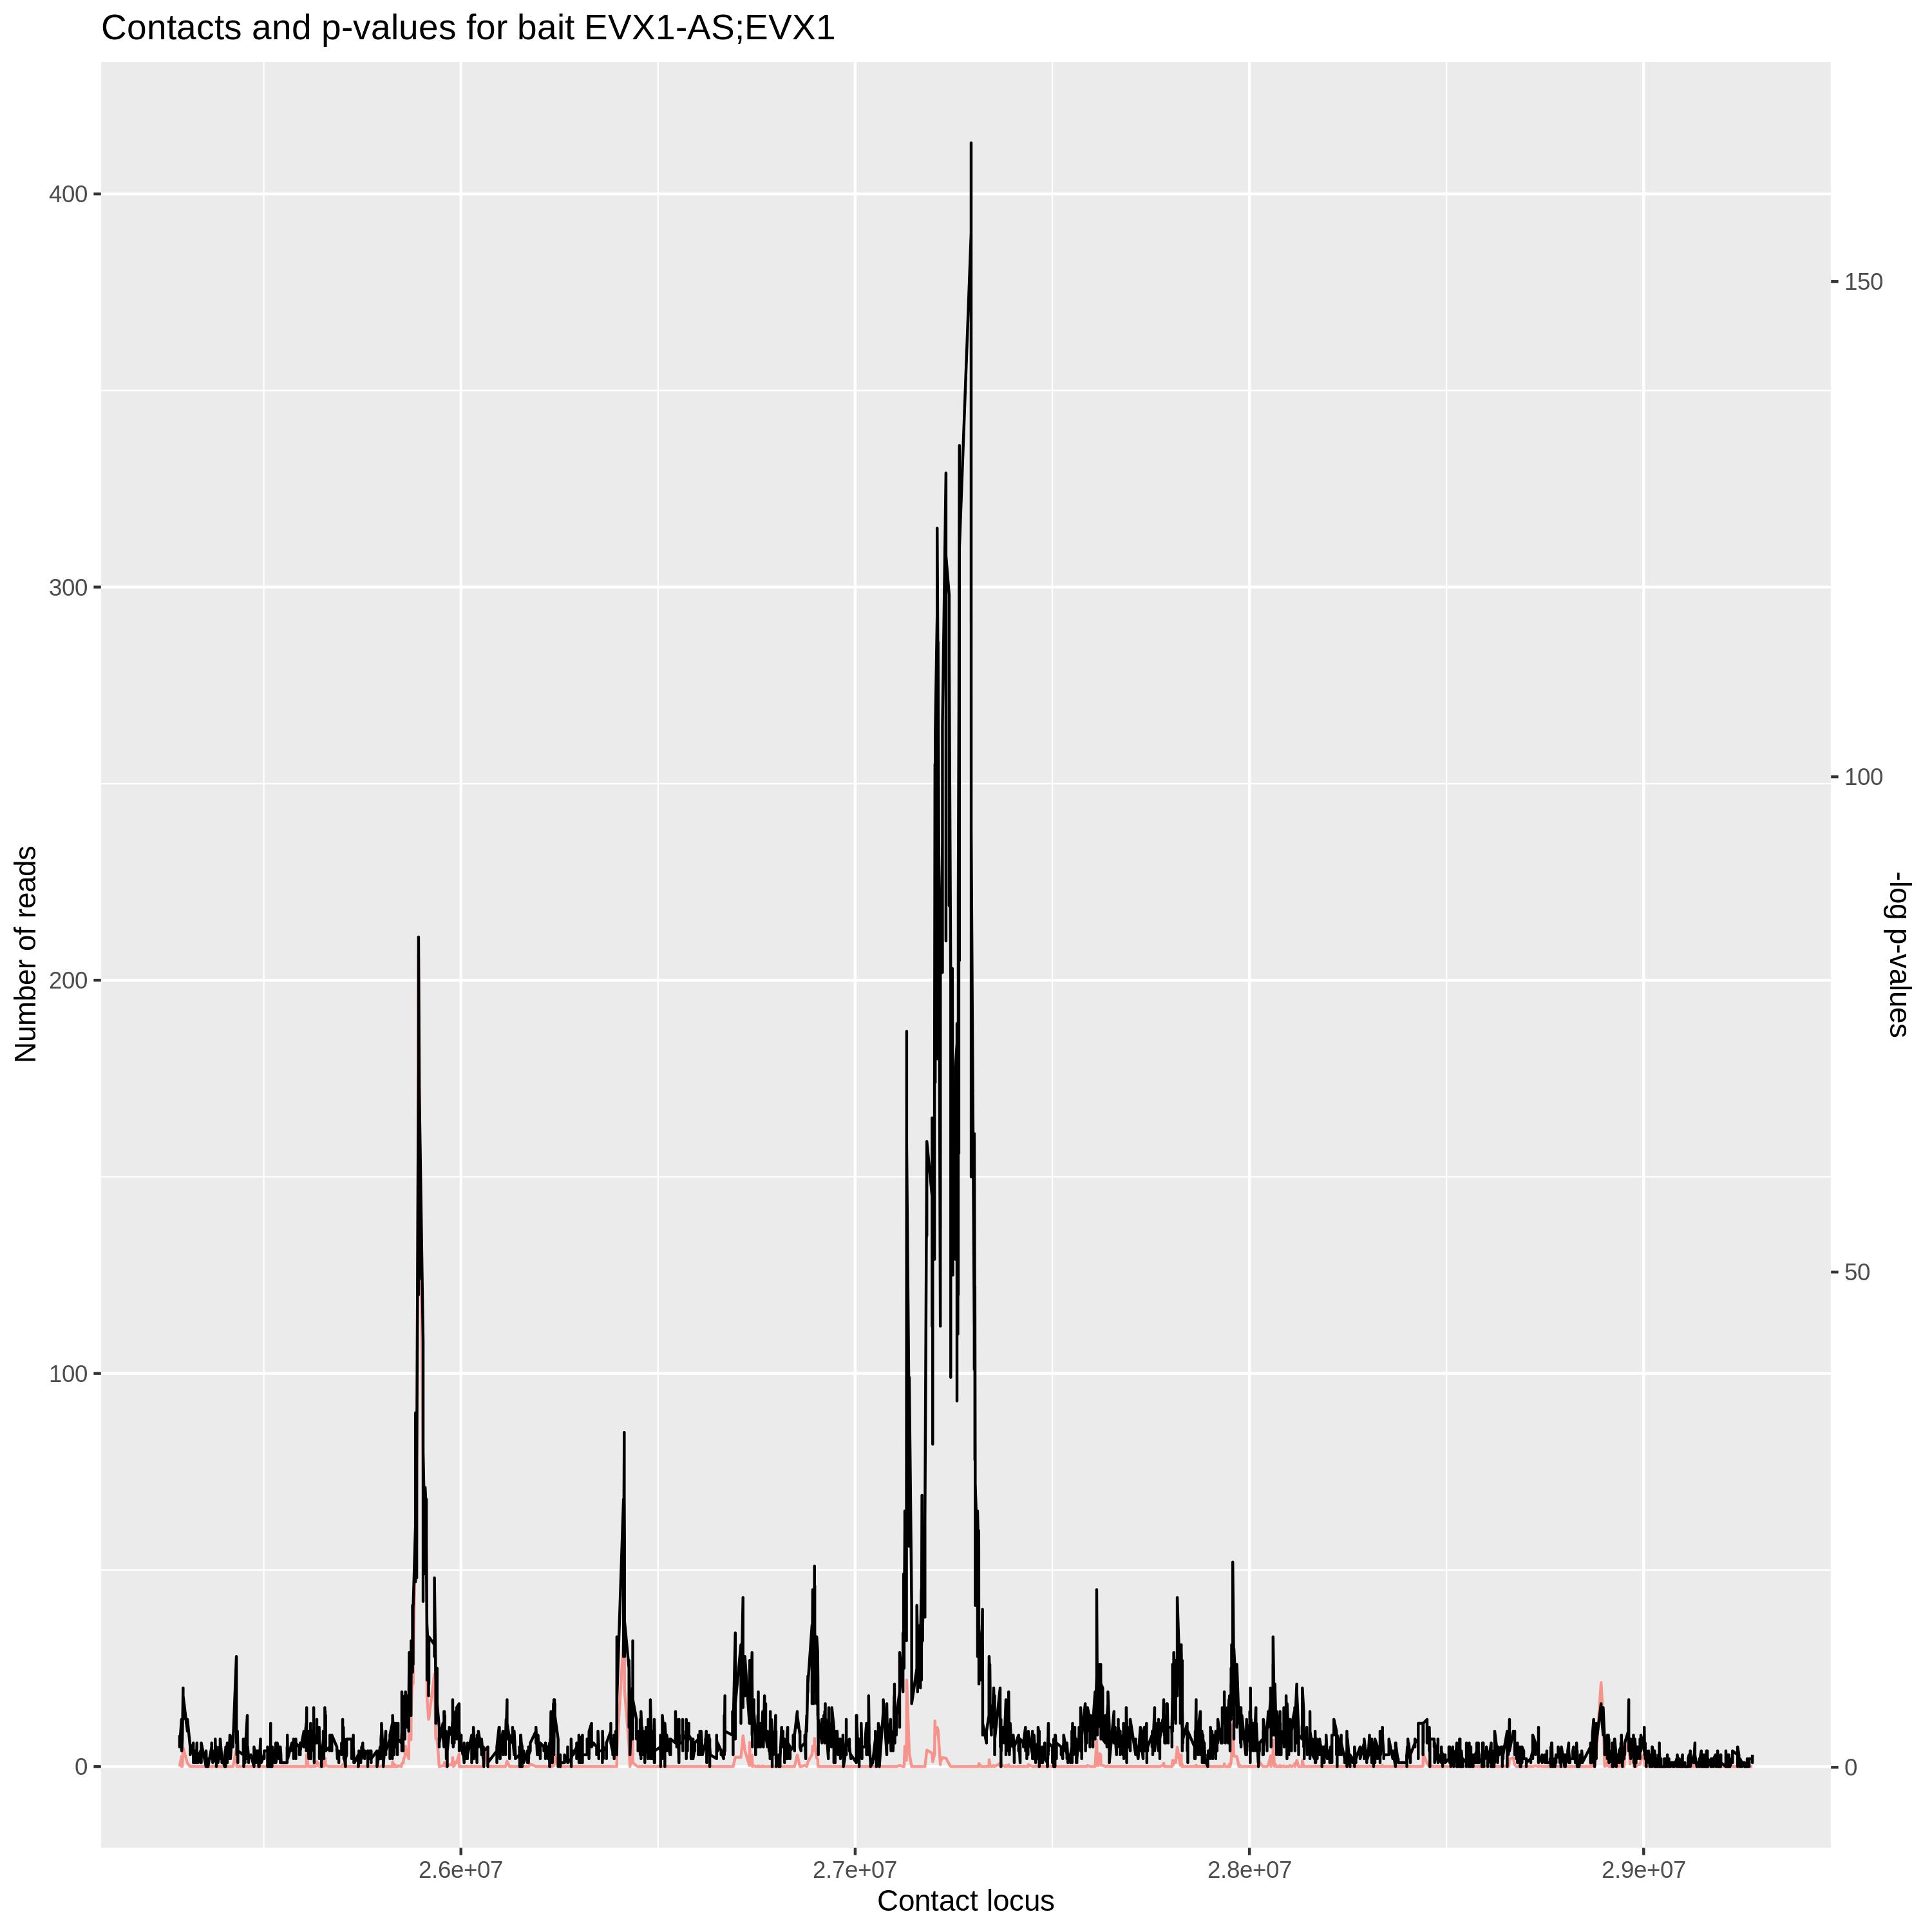 Contacts and p-values for bait EVX1-AS;EVX1
400
300
200
100
0
Number of reads
150
100
50
0
-log p-values
2.6e+07 2.7e+07 2.8e+07 2.9e+07
Contact locus